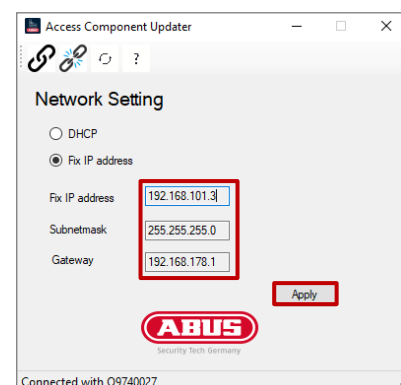 Access Component Updater
?
Network Setting
DHCP
Fix IP address
Fix IP address 192.168.101.3
Subnetmask 255.255.255.0
Gateway 192.168.178.1
Apply
ABUS
Security Tech Germany
Connected with O9740027